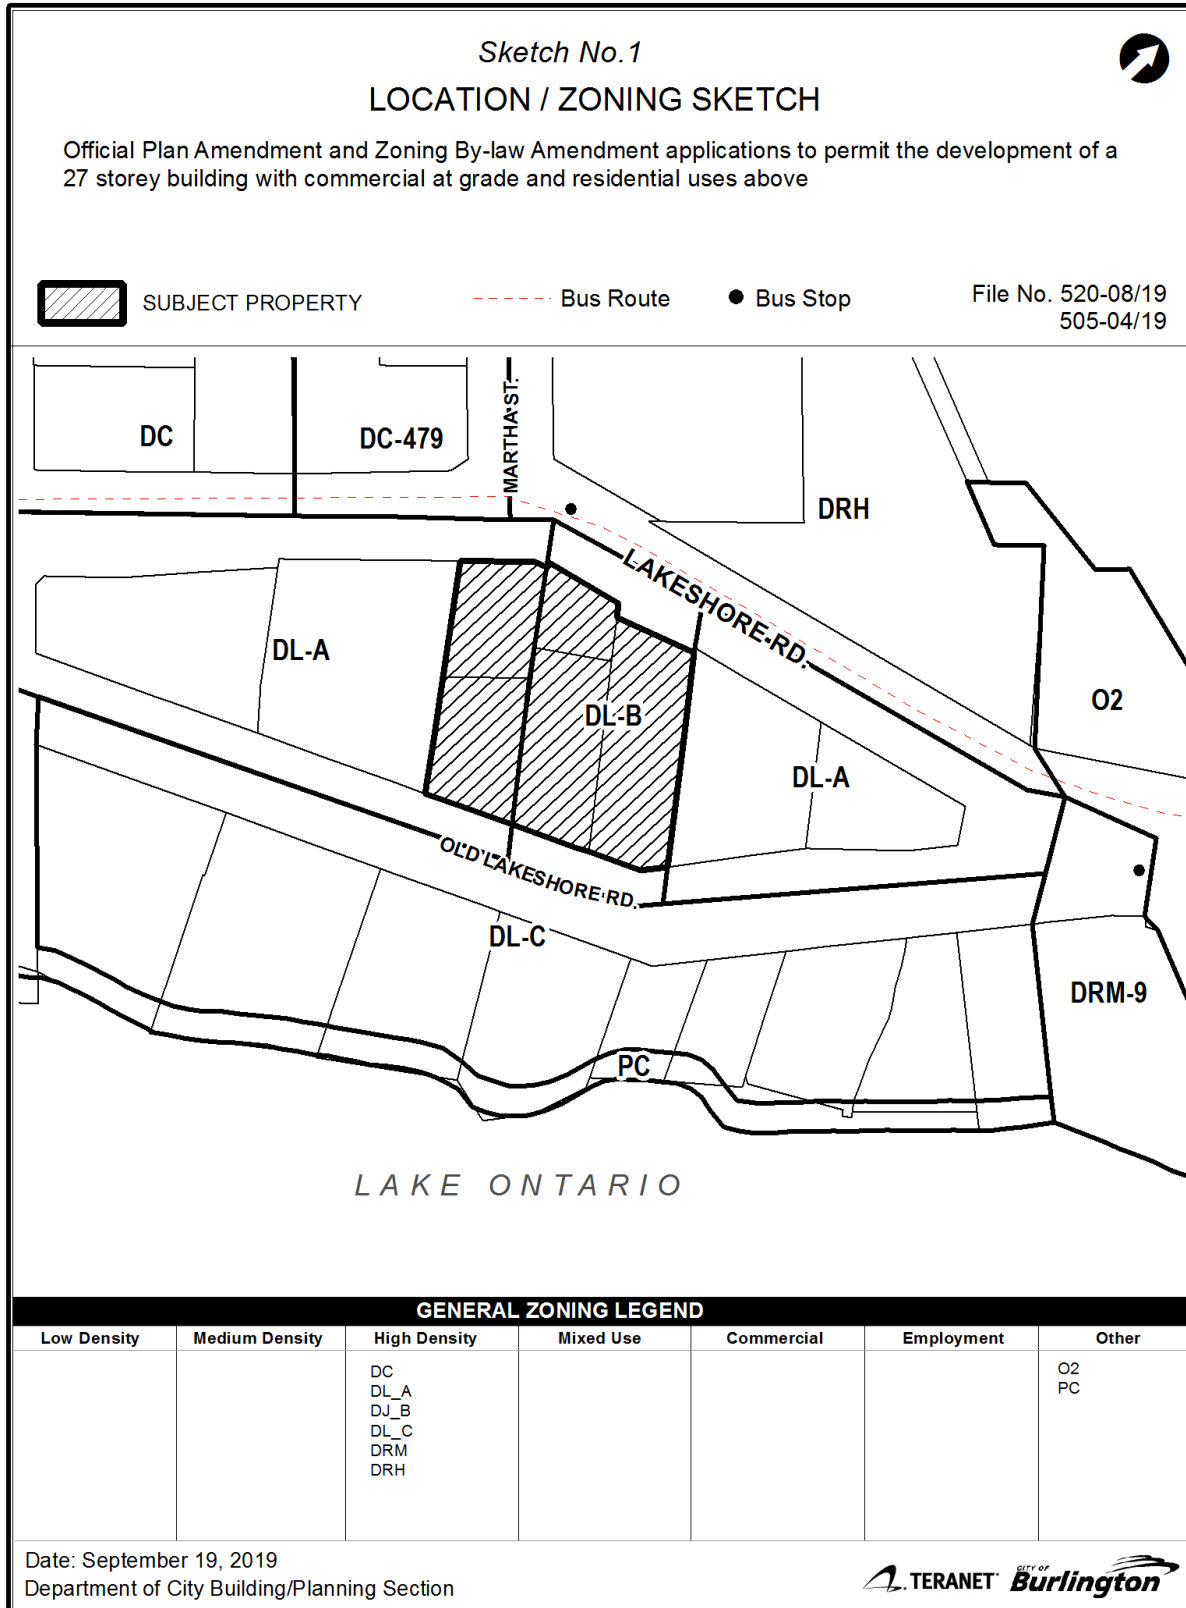 Sketch No.1
LOCATION / ZONING SKETCH
Official Plan Amendment and Zoning By-law Amendment applications to permit the development of a
27 storey building with commercial at grade and residential uses above
SUBJECT PROPERTY
Bus Route
Bus Stop
File No. 520-08/19
505-04/19
DC
DC-479
MARTHA ST.
DRH
LAKESHORE RD.
DL-A
O2
DL-B
DL-A
OLD LAKESHORE RD.
DL-C
DRM-9
PC
LAKE ONTARIO
GENERAL ZONING LEGEND
Low Density
Medium Density
High Density
Mixed Use
Commercial
Employment
Other
DC
DL_A
DJ_B
DL_C
DRM
DRH
O2
PC
Date: September 19, 2019
Department of City Building/Planning Section
TERANET
CITY OF
Burlington